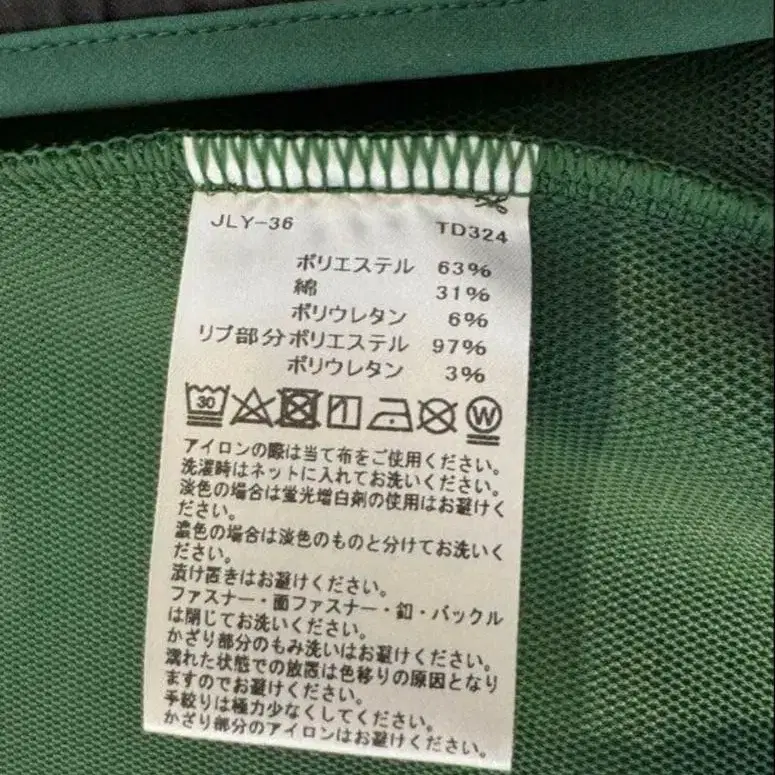 JLY-36 TD324
ポリエステル 63%
綿 31%
ポリウレタン 6%
リブ部分ポリエステル 97%
ポリウレタン 3%
30 W
アイロンの際は当て布をご使用ください。
洗濯時はネットに入れてお洗いください。
淡色の場合は蛍光増白剤の使用はお避けく
ださい。
濃色の場合は淡色のものと分けてお洗いく
ださい。
漬け置きはお避けください。
ファスナー・面ファスナー・釦・バックル
は閉じてお洗いください。
かざり部分のもみ洗いはお避けください。
濡れた状態での放置は色移りの原因となり
ますのでお避けください。
手絞りは極力少なくしてください。
かざり部分のアイロンはお避けください。